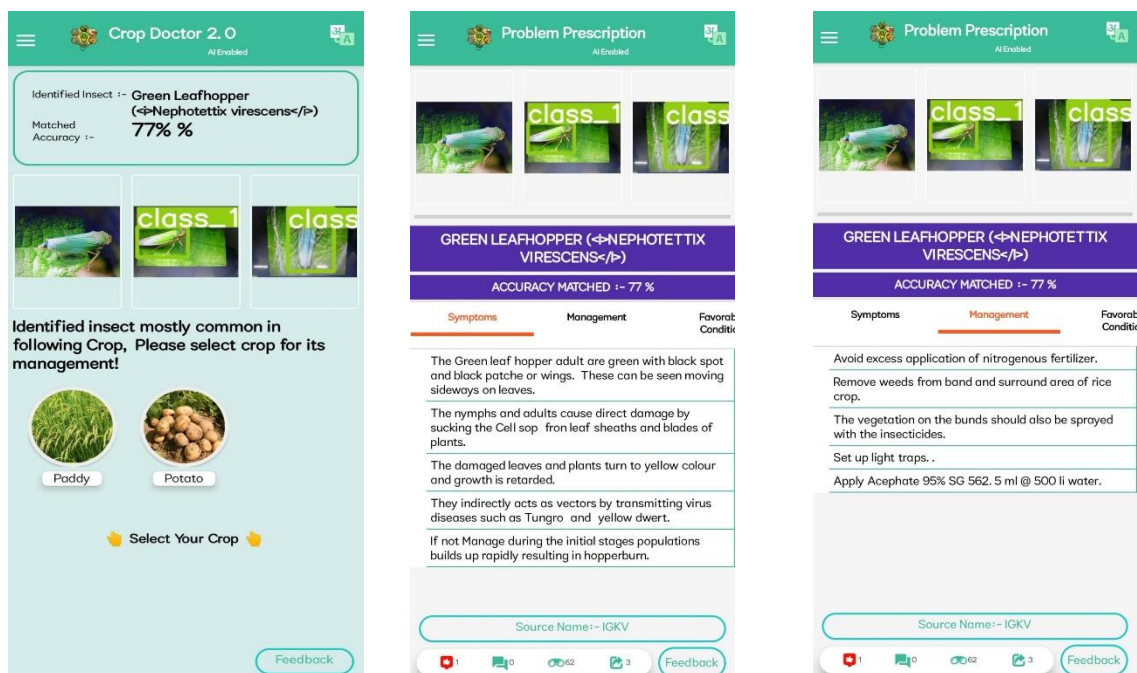 Crop Doctor 2. 0
AI Enabled
Identified Insect :- Green Leafhopper
(<i>Nephotettix virescens</i>)
Matched
Accuracy :-
77% %
class_1
class
Identified insect mostly common in
following Crop, Please select crop for its
management!
Paddy
Potato
👆 Select Your Crop 👆
Feedback
Problem Prescription
AI Enabled
class_1
class
GREEN LEAFHOPPER (<I>NEPHOTETTIX
VIRESCENS</I>)
ACCURACY MATCHED :- 77 %
Symptoms
Management
Favorab
Conditic
The Green leaf hopper adult are green with black spot
and black patche or wings. These can be seen moving
sideways on leaves.
The nymphs and adults cause direct damage by
sucking the Cell sop fron leaf sheaths and blades of
plants.
The damaged leaves and plants turn to yellow colour
and growth is retarded.
They indirectly acts as vectors by transmitting virus
diseases such as Tungro and yellow dwert.
If not Manage during the initial stages populations
builds up rapidly resulting in hopperburn.
Source Name:- IGKV
1
0
62
3
Feedback
Problem Prescription
AI Enabled
class_1
class
GREEN LEAFHOPPER (<I>NEPHOTETTIX
VIRESCENS</I>)
ACCURACY MATCHED :- 77 %
Symptoms
Management
Favorab
Conditic
Avoid excess application of nitrogenous fertilizer.
Remove weeds from band and surround area of rice
crop.
The vegetation on the bunds should also be sprayed
with the insecticides.
Set up light traps. .
Apply Acephate 95% SG 562. 5 ml @ 500 li water.
Source Name:- IGKV
1
0
62
3
Feedback